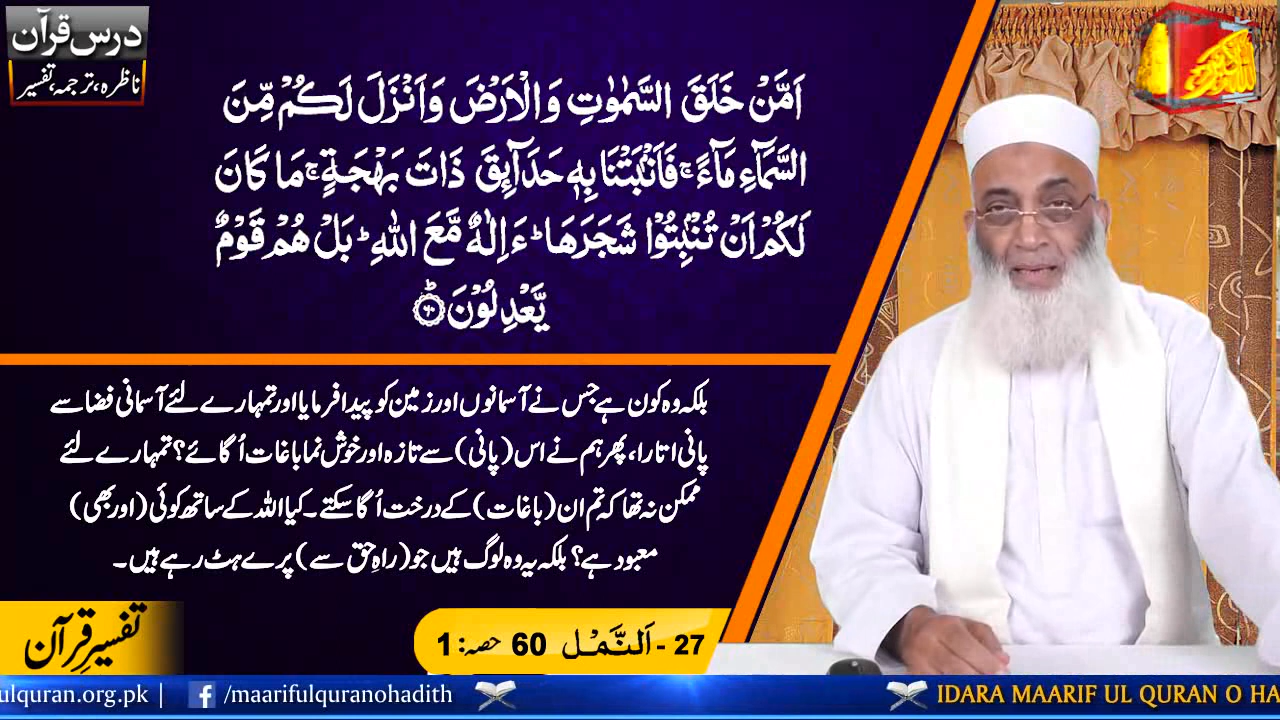 درس قرآن
ناظرہ، ترجمہ، تفسیر
اَمَّنۡ خَلَقَ السَّمٰوٰتِ وَالۡاَرۡضَ وَاَنۡزَلَ لَـكُمۡ مِّنَ
السَّمَآءِ مَآءً‌ ۚ فَاَنۡۢبَتۡنَا بِهٖ حَدَآٮِٕقَ ذَاتَ بَهۡجَةٍ‌ ۚ مَا كَانَ
لَـكُمۡ اَنۡ تُنۡۢبِتُوۡا شَجَرَهَا ؕ ءَاِلٰـهٌ مَّعَ اللّٰهِ‌ ؕ بَلۡ هُمۡ قَوۡمٌ
يَّعۡدِلُوۡنَ ؕ ۶۰
بلکہ وہ کون ہے جس نے آسمانوں اور زمین کو پیدا فرمایا اور تمہارے لئے آسمانی فضا سے
پانی اتارا، پھر ہم نے اس (پانی) سے تازہ اور خوش نما باغات اُگائے؟ تمہارے لئے
ممکن نہ تھا کہ تم ان (باغات) کے درخت اُگا سکتے۔ کیا اللہ کے ساتھ کوئی (اور بھی)
معبود ہے؟ بلکہ یہ وہ لوگ ہیں جو (راہِ حق سے) پرے ہٹ رہے ہیں۔
تفسیرِ قرآن
27 - اَلنَّمۡل 60 حصہ: 1
ulquran.org.pk | /maarifulquranohadith IDARA MAARIF UL QURAN O HA